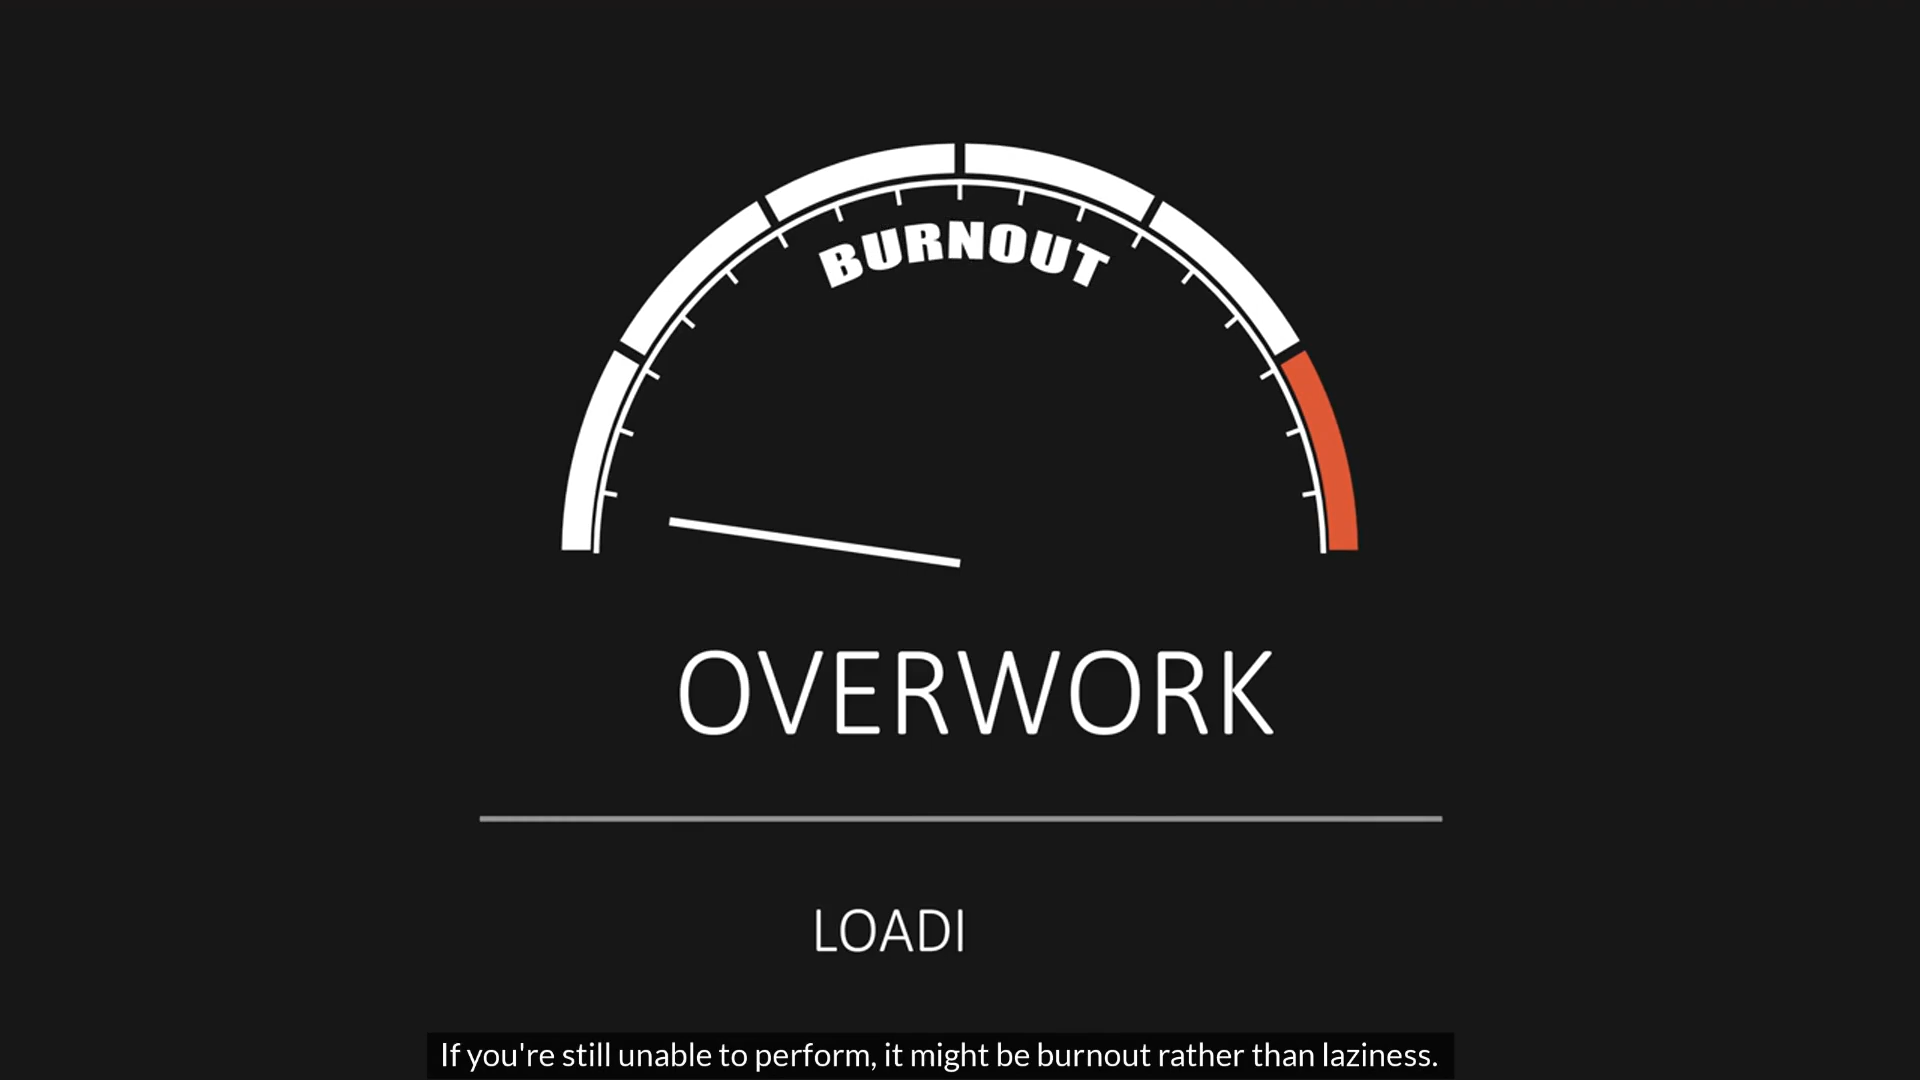 BURNOUT
OVERWORK
LOADI
If you're still unable to perform, it might be burnout rather than laziness.